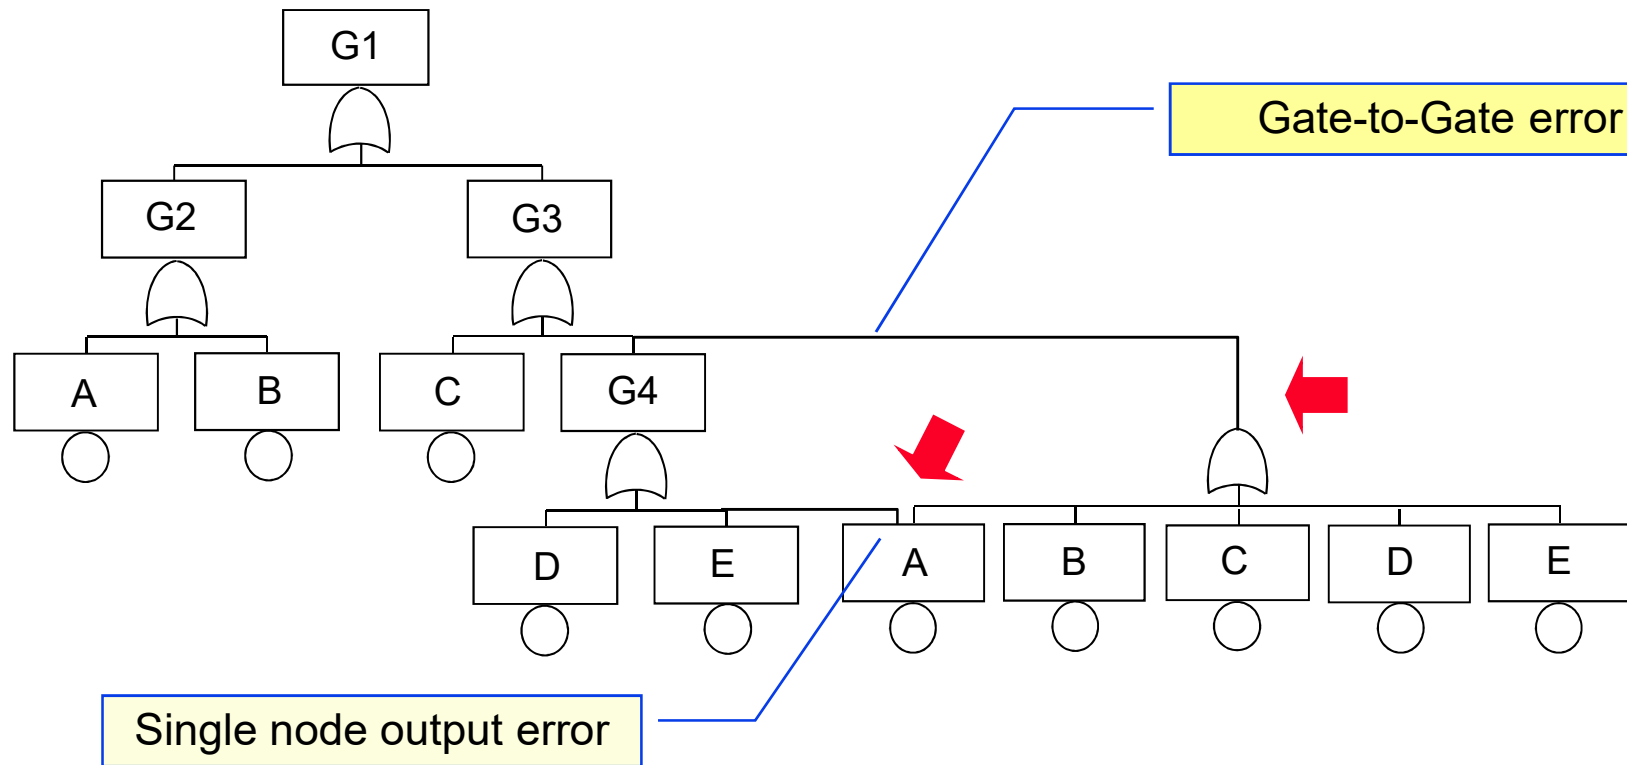 G1
Gate-to-Gate error
G2
G3
A
B
C
G4
D
E
A
B
C
D
E
Single node output error